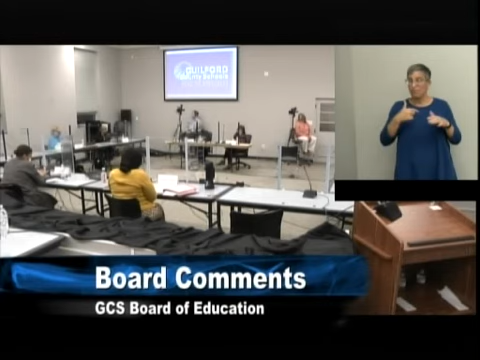 GUILFORD
County Schools
Board Comments
GCS Board of Education